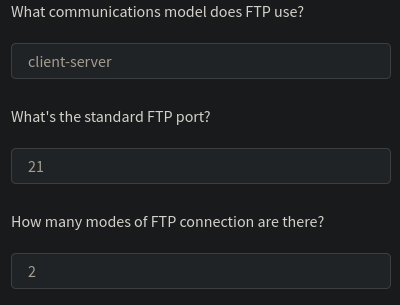 What communications model does FTP use?
client-server
What's the standard FTP port?
21
How many modes of FTP connection are there?
2